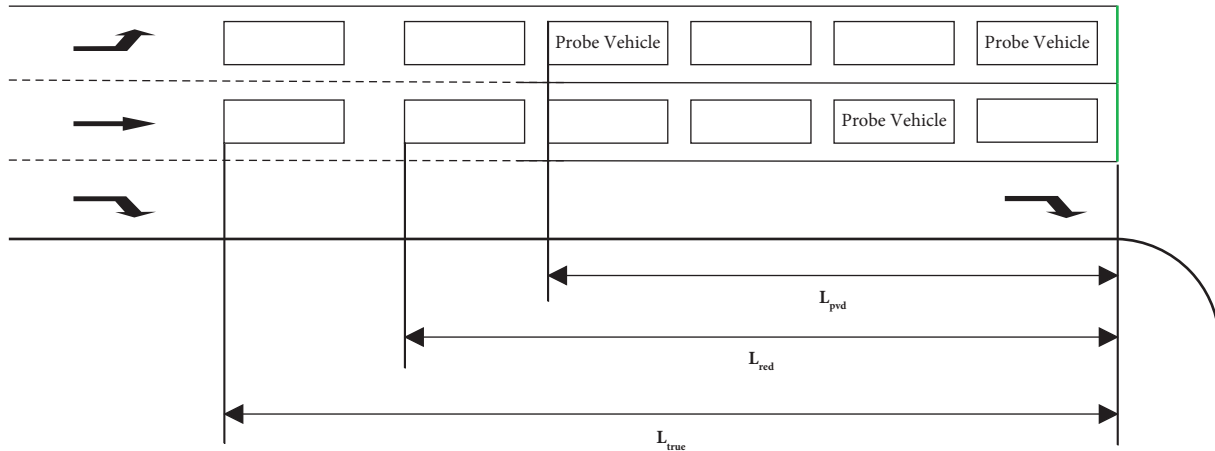 Probe Vehicle Probe Vehicle
Probe Vehicle
L_pvd
L_red
L_true